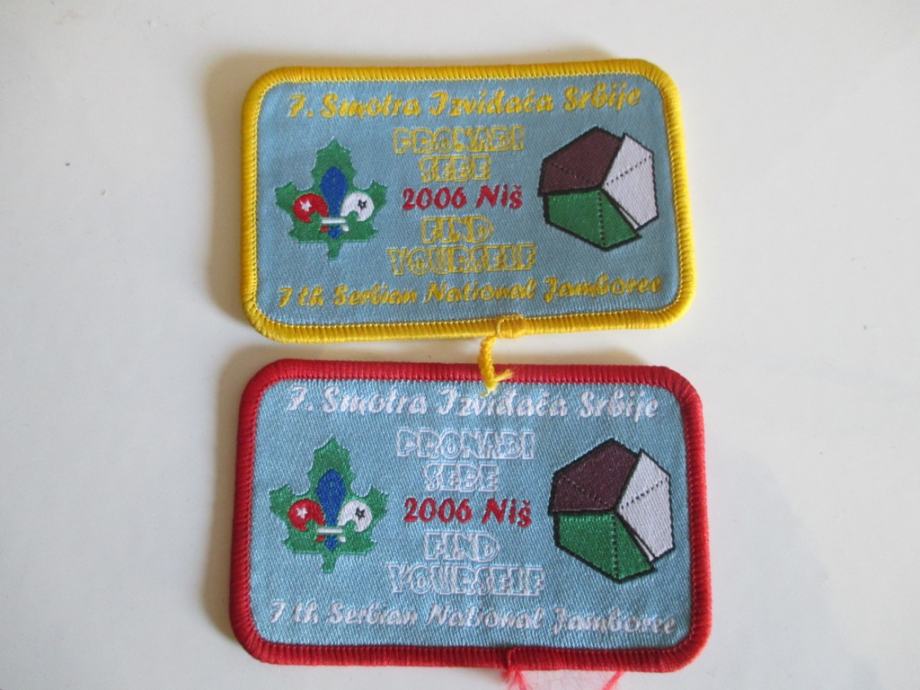 7. Smotra Izviđača Srbije
PRONAĐI
SEBE
2006 Niš
FIND
YOURSELF
7 th Serbian National Jamboree
7. Smotra Izviđača Srbije
PRONAĐI
SEBE
2006 Niš
FIND
YOURSELF
7 th Serbian National Jamboree